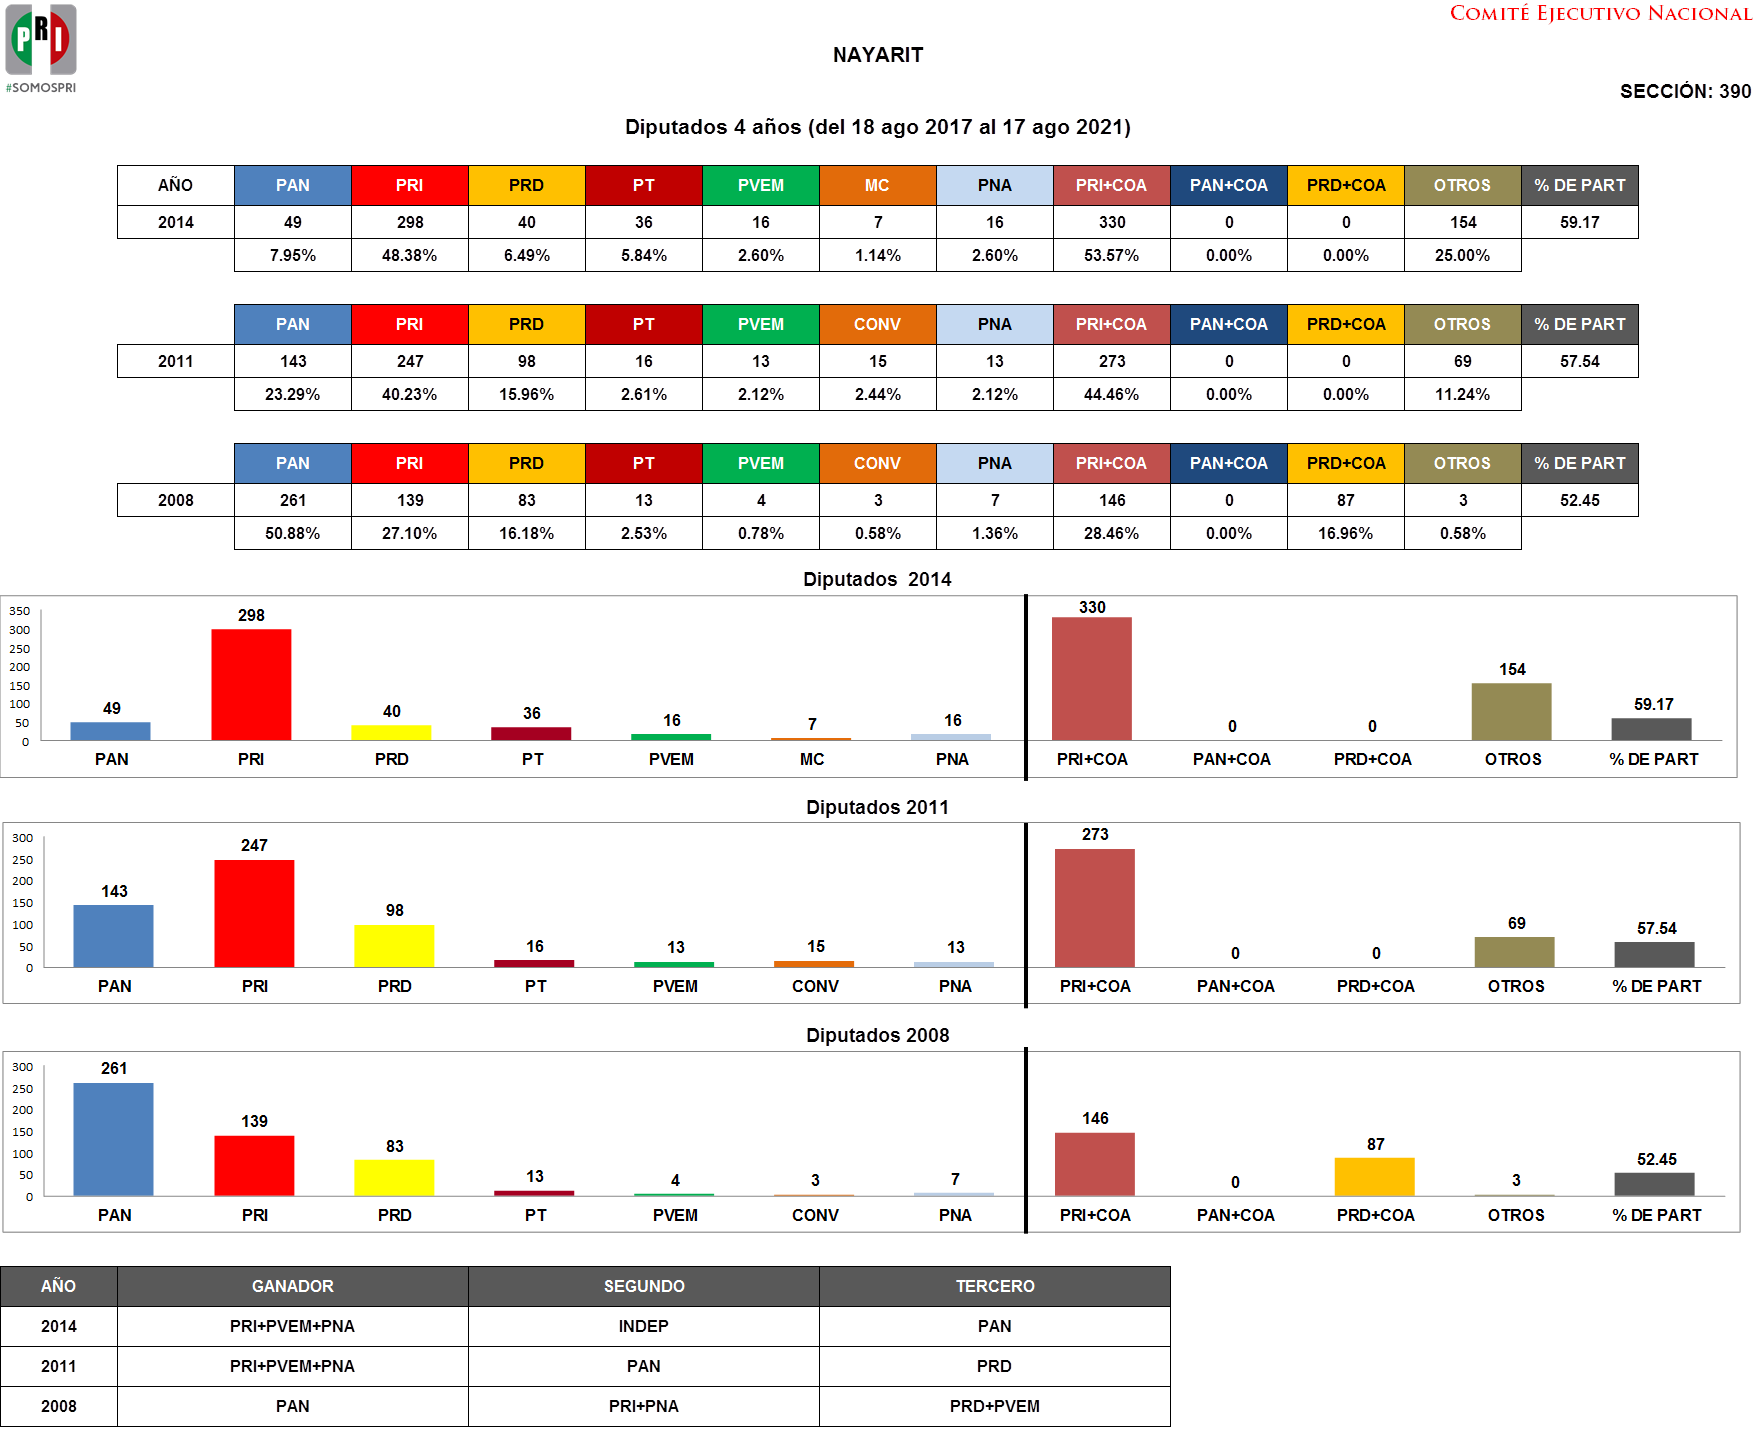 PRI
#SOMOSPRI
COMITÉ EJECUTIVO NACIONAL
NAYARIT
SECCIÓN: 390
Diputados 4 años (del 18 ago 2017 al 17 ago 2021)
AÑO PAN PRI PRD PT PVEM MC PNA PRI+COA PAN+COA PRD+COA OTROS % DE PART
2014 49 298 40 36 16 7 16 330 0 0 154 59.17
7.95% 48.38% 6.49% 5.84% 2.60% 1.14% 2.60% 53.57% 0.00% 0.00% 25.00%
PAN PRI PRD PT PVEM CONV PNA PRI+COA PAN+COA PRD+COA OTROS % DE PART
2011 143 247 98 16 13 15 13 273 0 0 69 57.54
23.29% 40.23% 15.96% 2.61% 2.12% 2.44% 2.12% 44.46% 0.00% 0.00% 11.24%
PAN PRI PRD PT PVEM CONV PNA PRI+COA PAN+COA PRD+COA OTROS % DE PART
2008 261 139 83 13 4 3 7 146 0 87 3 52.45
50.88% 27.10% 16.18% 2.53% 0.78% 0.58% 1.36% 28.46% 0.00% 16.96% 0.58%
Diputados  2014
350
300
250
200
150
100
50
0
49 298 40 36 16 7 16 330 0 0 154 59.17
PAN PRI PRD PT PVEM MC PNA PRI+COA PAN+COA PRD+COA OTROS % DE PART
Diputados 2011
300
250
200
150
100
50
0
143 247 98 16 13 15 13 273 0 0 69 57.54
PAN PRI PRD PT PVEM CONV PNA PRI+COA PAN+COA PRD+COA OTROS % DE PART
Diputados 2008
300
250
200
150
100
50
0
261 139 83 13 4 3 7 146 0 87 3 52.45
PAN PRI PRD PT PVEM CONV PNA PRI+COA PAN+COA PRD+COA OTROS % DE PART
AÑO GANADOR SEGUNDO TERCERO
2014 PRI+PVEM+PNA INDEP PAN
2011 PRI+PVEM+PNA PAN PRD
2008 PAN PRI+PNA PRD+PVEM